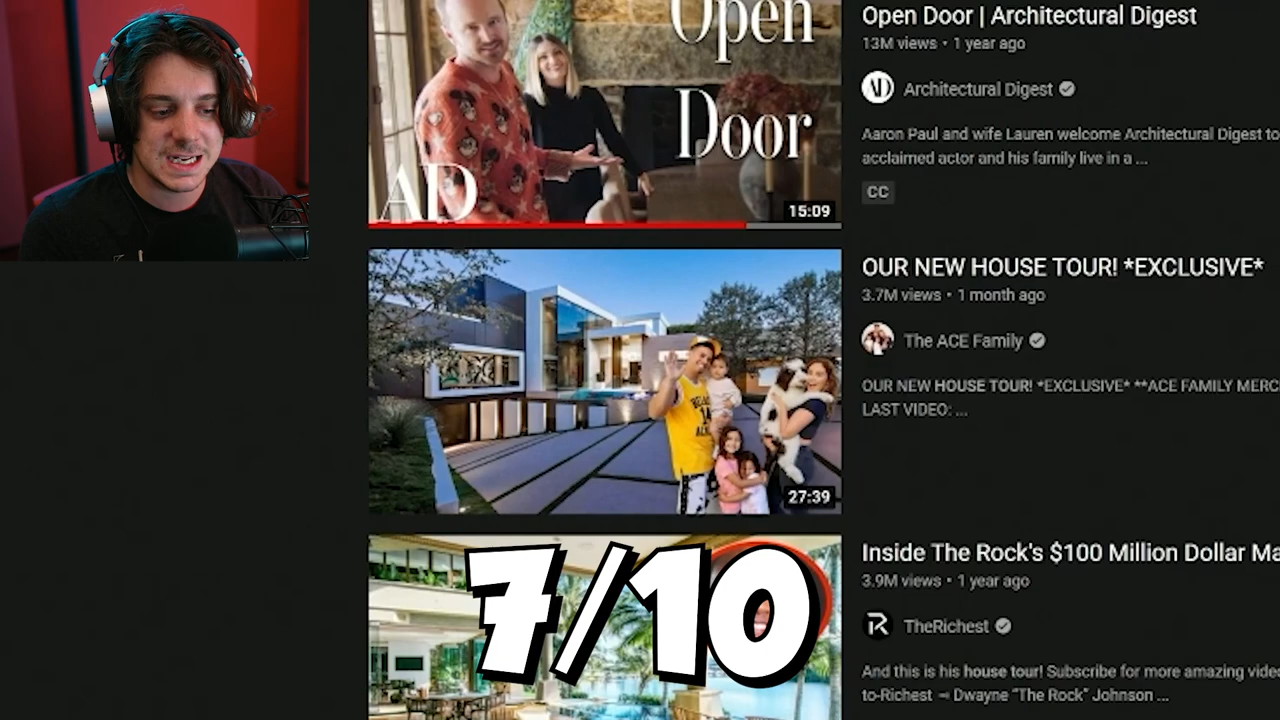 Open
Door
AD
15:09
Open Door | Architectural Digest
13M views • 1 year ago
AD
Architectural Digest
Aaron Paul and wife Lauren welcome Architectural Digest to
acclaimed actor and his family live in a ...
CC
27:39
OUR NEW HOUSE TOUR! *EXCLUSIVE*
3.7M views • 1 month ago
The ACE Family
OUR NEW HOUSE TOUR! *EXCLUSIVE* **ACE FAMILY MERC
LAST VIDEO: ...
7/10
Inside The Rock's $100 Million Dollar Ma
3.9M views • 1 year ago
R
TheRichest
And this is his house tour! Subscribe for more amazing vide
to-Richest ⊸ Dwayne “The Rock” Johnson ...